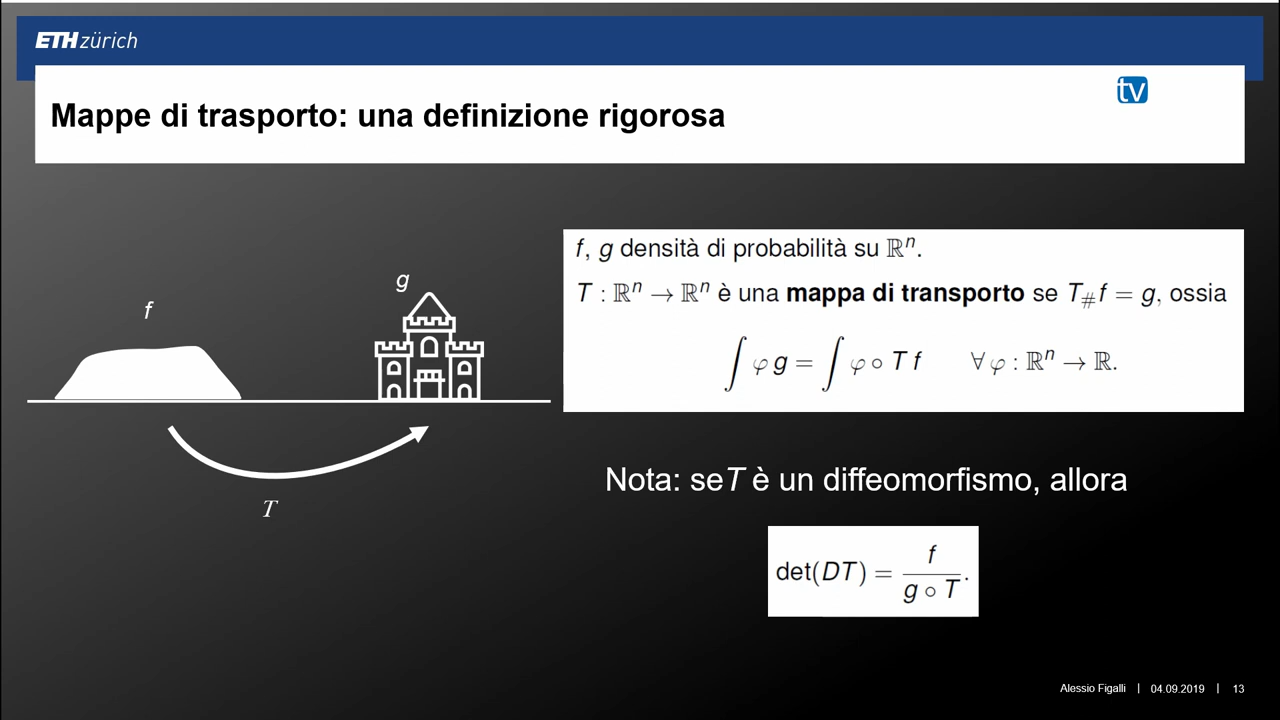 ETH zürich
tv
Mappe di trasporto: una definizione rigorosa
f
g
T
f, g densità di probabilità su ℝⁿ.
T : ℝⁿ → ℝⁿ è una mappa di transporto se T#f = g, ossia
∫ φ g = ∫ φ ∘ T f ∀ φ : ℝⁿ → ℝ.
Nota: seT è un diffeomorfismo, allora
det(DT) = f / g ∘ T.
Alessio Figalli | 04.09.2019 | 13